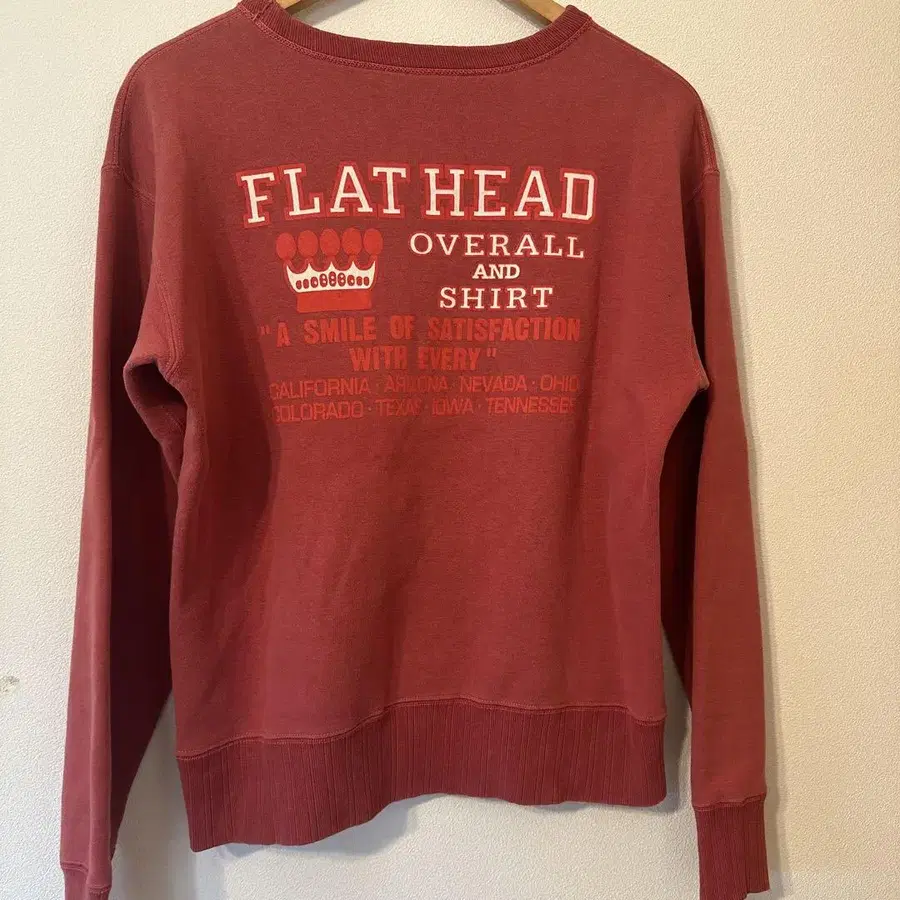 FLAT HEAD
OVERALL
AND
SHIRT
"A SMILE OF SATISFACTION
WITH EVERY"
CALIFORNIA · ARIZONA · NEVADA · OHIO
COLORADO · TEXAS · IOWA · TENNESSEE